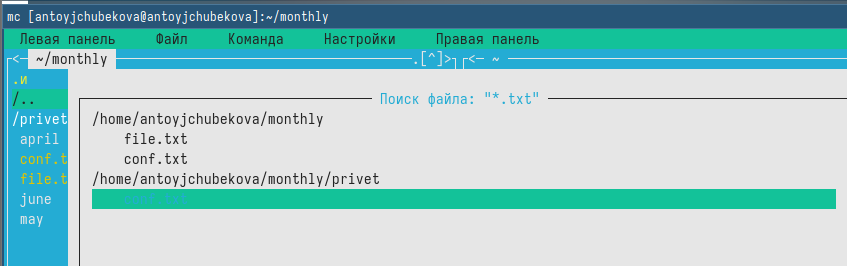 mc [antoyjchubekova@antoyjchubekova]:~/monthly
Левая панель Файл Команда Настройки Правая панель
<─ ~/monthly .[^]> <─ ~
.и
/..
Поиск файла: "*.txt"
/privet
/home/antoyjchubekova/monthly
april
file.txt
conf.t
conf.txt
file.t
/home/antoyjchubekova/monthly/privet
june
may